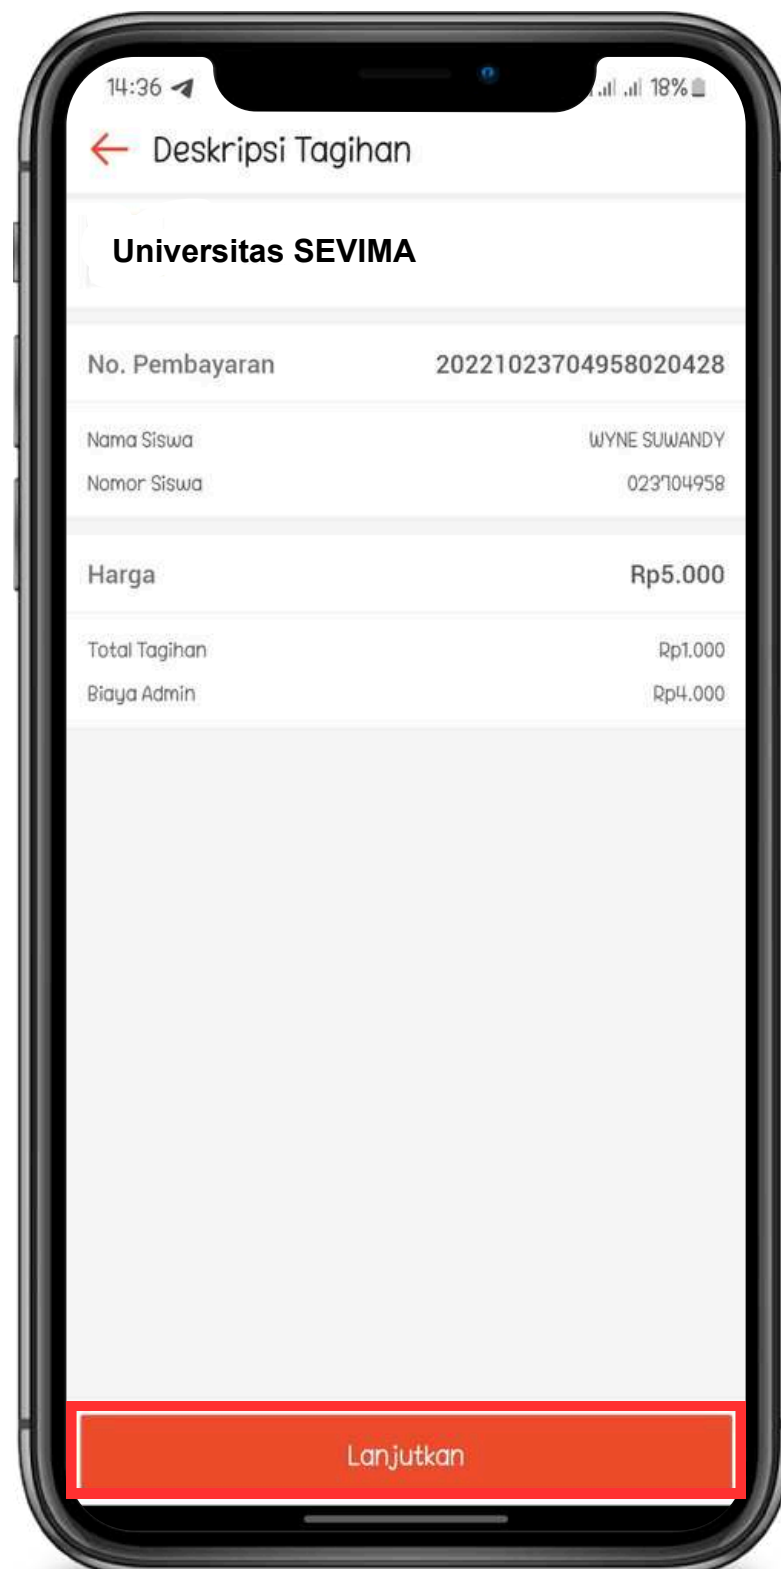 14:36 18%
Deskripsi Tagihan
Universitas SEVIMA
No. Pembayaran 20221023704958020428
Nama Siswa WYNE SUWANDY
Nomor Siswa 023704958
Harga Rp5.000
Total Tagihan Rp1.000
Biaya Admin Rp4.000
Lanjutkan